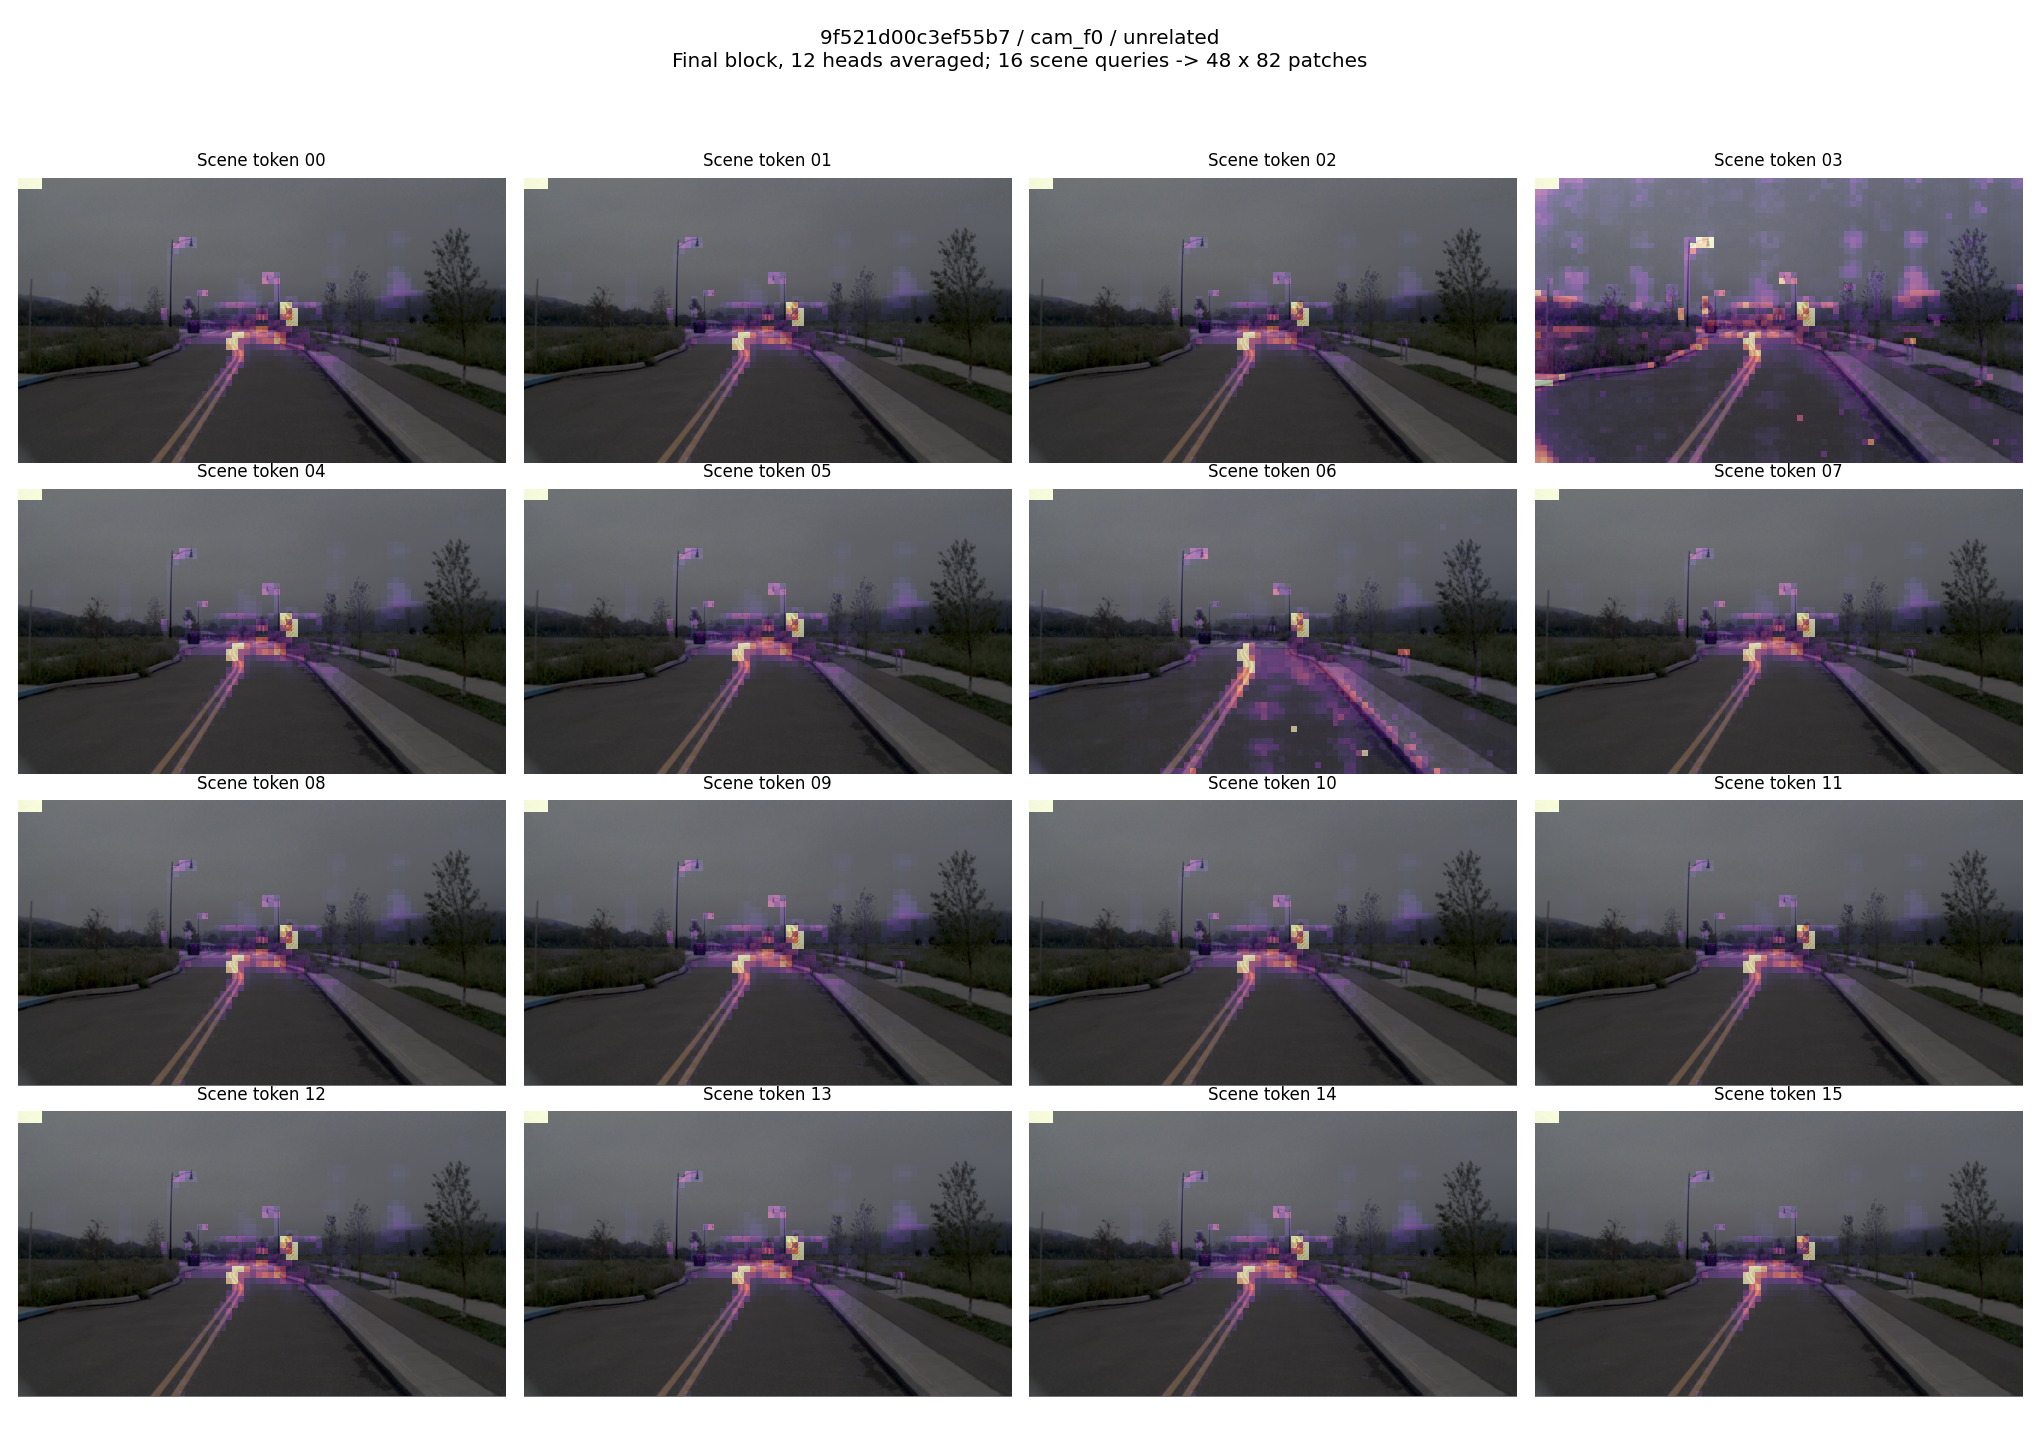 9f521d00c3ef55b7 / cam_f0 / unrelated
Final block, 12 heads averaged; 16 scene queries -> 48 x 82 patches
Scene token 00
Scene token 01
Scene token 02
Scene token 03
Scene token 04
Scene token 05
Scene token 06
Scene token 07
Scene token 08
Scene token 09
Scene token 10
Scene token 11
Scene token 12
Scene token 13
Scene token 14
Scene token 15